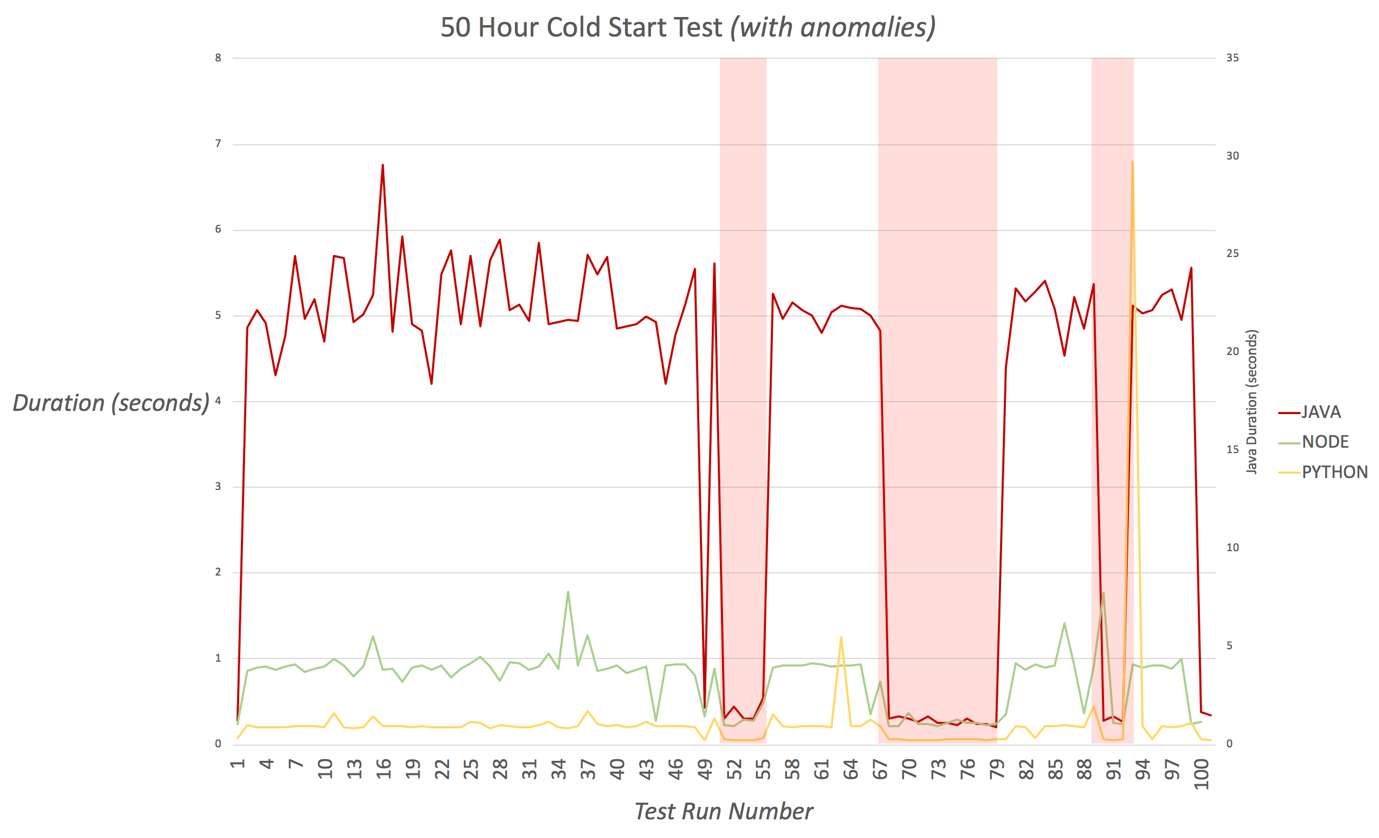 50 Hour Cold Start Test (with anomalies)
8
7
6
5
4
3
2
1
0
Duration (seconds)
35
30
25
20
15
10
5
0
Java Duration (seconds)
JAVA
NODE
PYTHON
1 4 7 10 13 16 19 22 25 28 31 34 37 40 43 46 49 52 55 58 61 64 67 70 73 76 79 82 85 88 91 94 97 100
Test Run Number